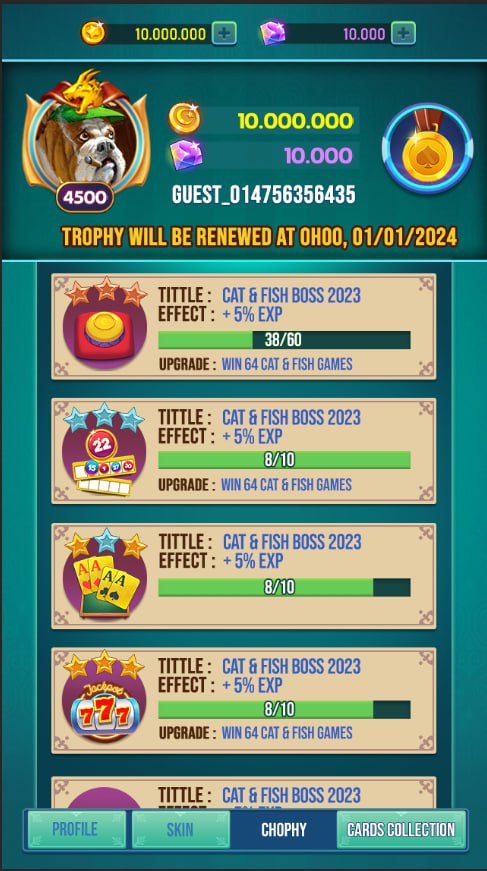 10.000.000
10.000
10.000.000
10.000
4500
GUEST_014756356435
TROPHY WILL BE RENEWED AT 0H00, 01/01/2024
TITTLE : CAT & FISH BOSS 2023
EFFECT : + 5% EXP
38/60
UPGRADE : WIN 64 CAT & FISH GAMES
TITTLE : CAT & FISH BOSS 2023
EFFECT : + 5% EXP
22
8/10
UPGRADE : WIN 64 CAT & FISH GAMES
TITTLE : CAT & FISH BOSS 2023
EFFECT : + 5% EXP
A A
A A
8/10
TITTLE : CAT & FISH BOSS 2023
EFFECT : + 5% EXP
Jackpot
777
8/10
UPGRADE : WIN 64 CAT & FISH GAMES
TITTLE : CAT & FISH BOSS 2023
PROFILE
SKIN
CHOPHY
CARDS COLLECTION